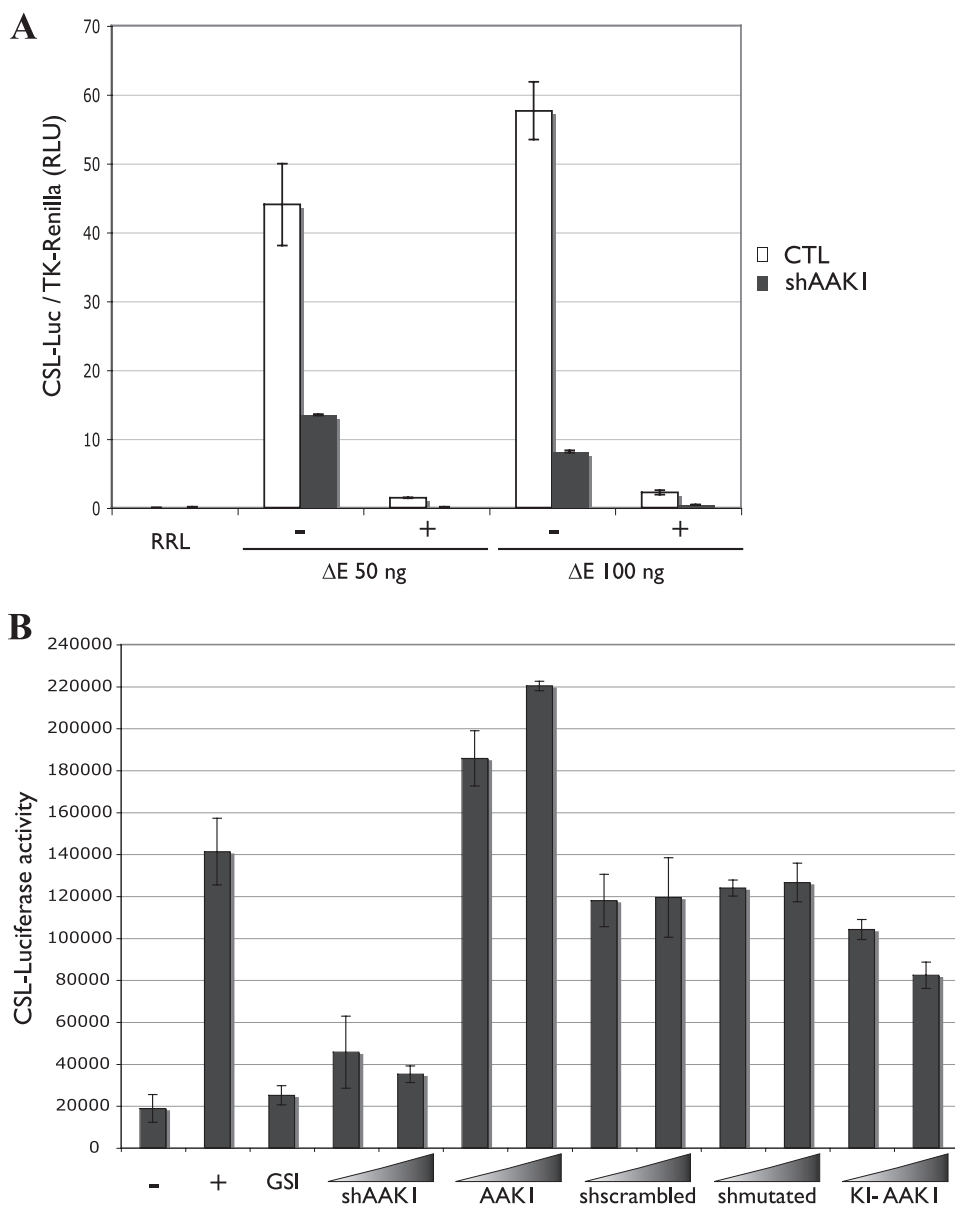 A
CSL-Luc / TK-Renilla (RLU)
70
60
50
40
30
20
10
0
RRL
- + - +
ΔE 50 ng ΔE 100 ng
CTL
shAAK1
B
CSL-Luciferase activity
240000
220000
200000
180000
160000
140000
120000
100000
80000
60000
40000
20000
0
- + GSI shAAK1 AAK1 shscrambled shmutated KI- AAK1